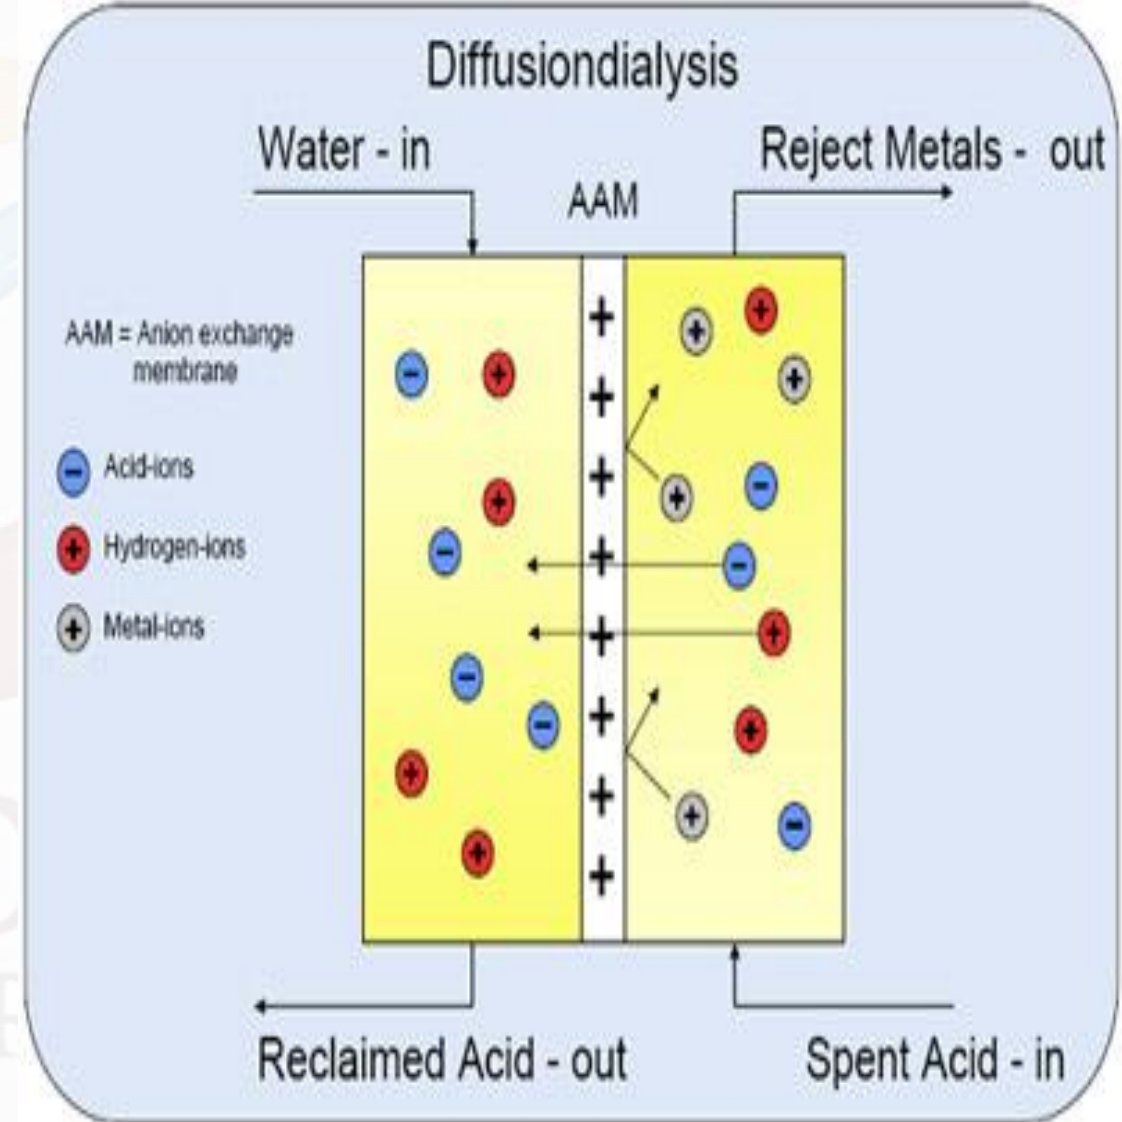 Diffusiondialysis
Water - in
Reject Metals - out
AAM
AAM = Anion exchange
membrane
Acid-ions
Hydrogen-ions
Metal-ions
Reclaimed Acid - out
Spent Acid - in